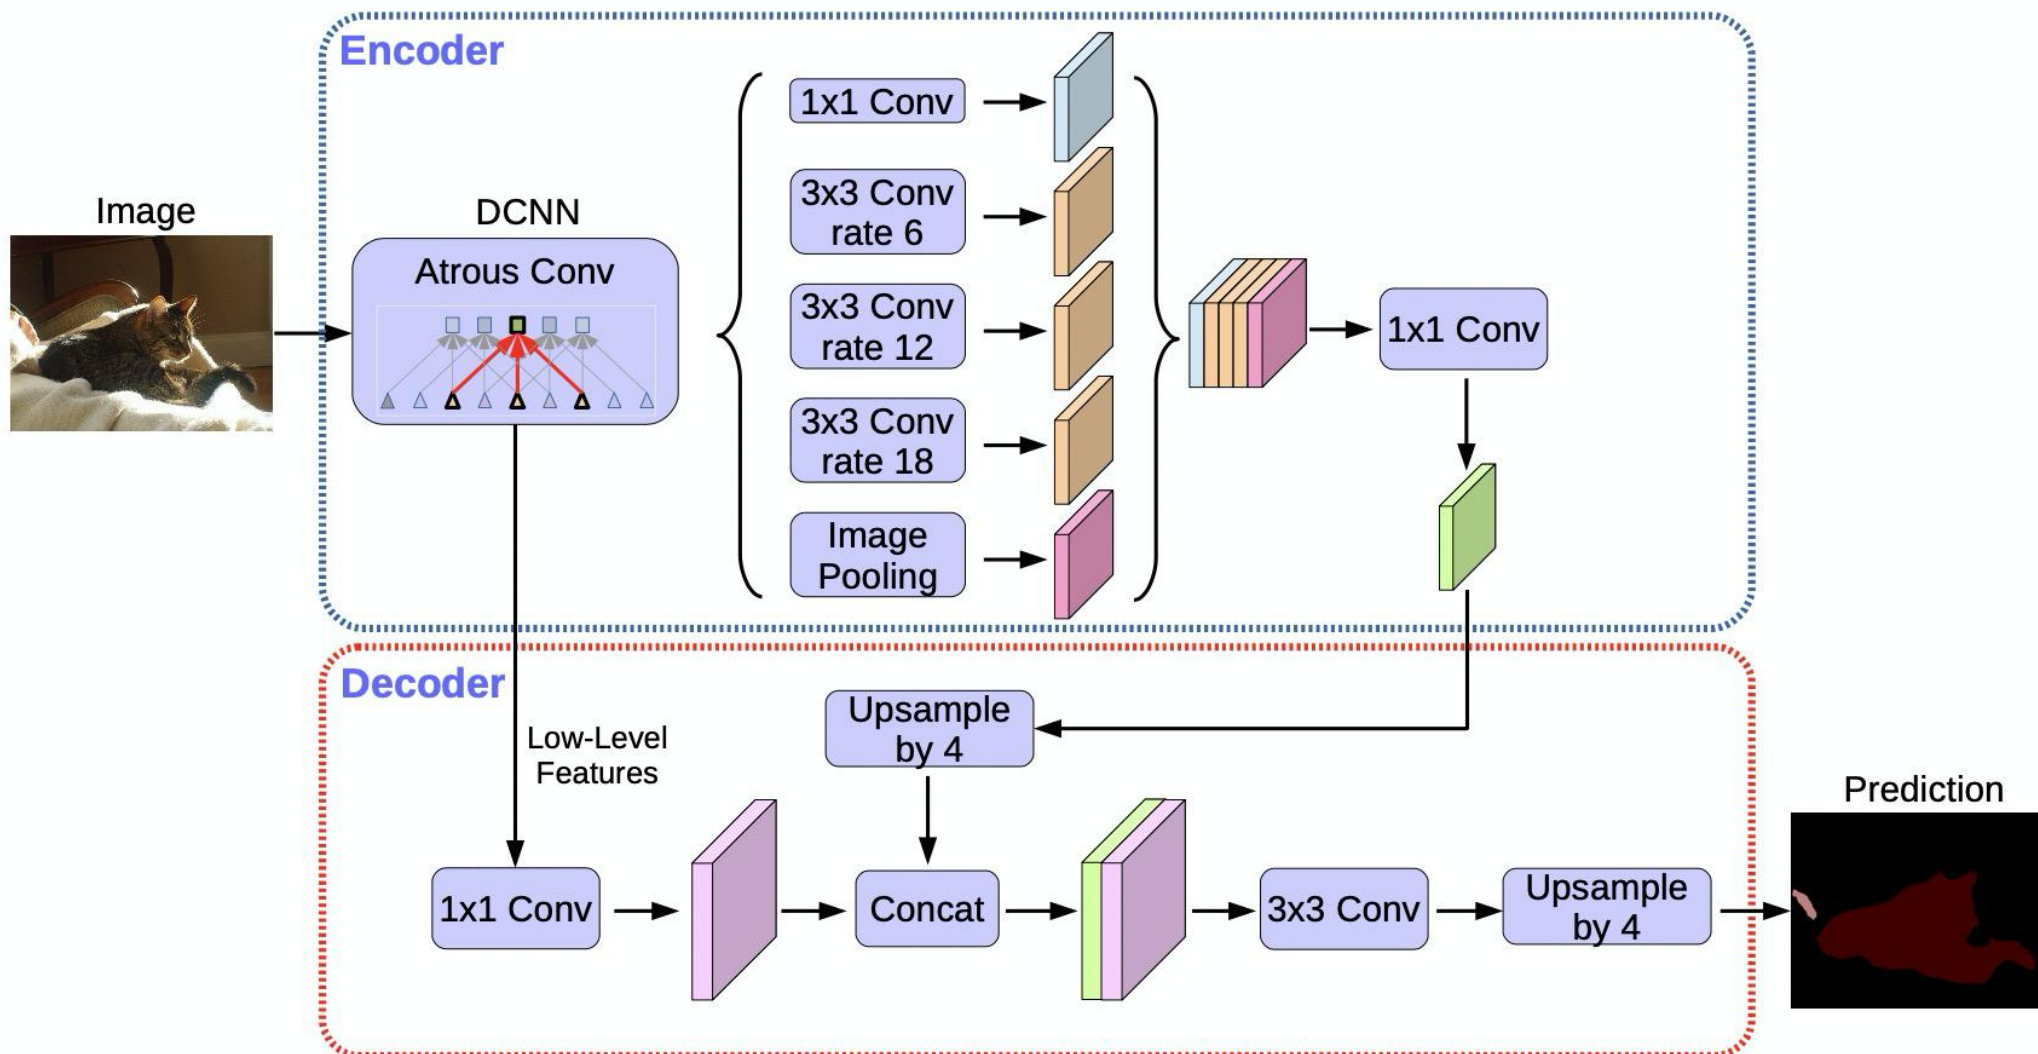 Encoder
Image
DCNN
Atrous Conv
1x1 Conv
3x3 Conv
rate 6
3x3 Conv
rate 12
3x3 Conv
rate 18
Image
Pooling
1x1 Conv
Decoder
Low-Level
Features
Upsample
by 4
1x1 Conv
Concat
3x3 Conv
Upsample
by 4
Prediction